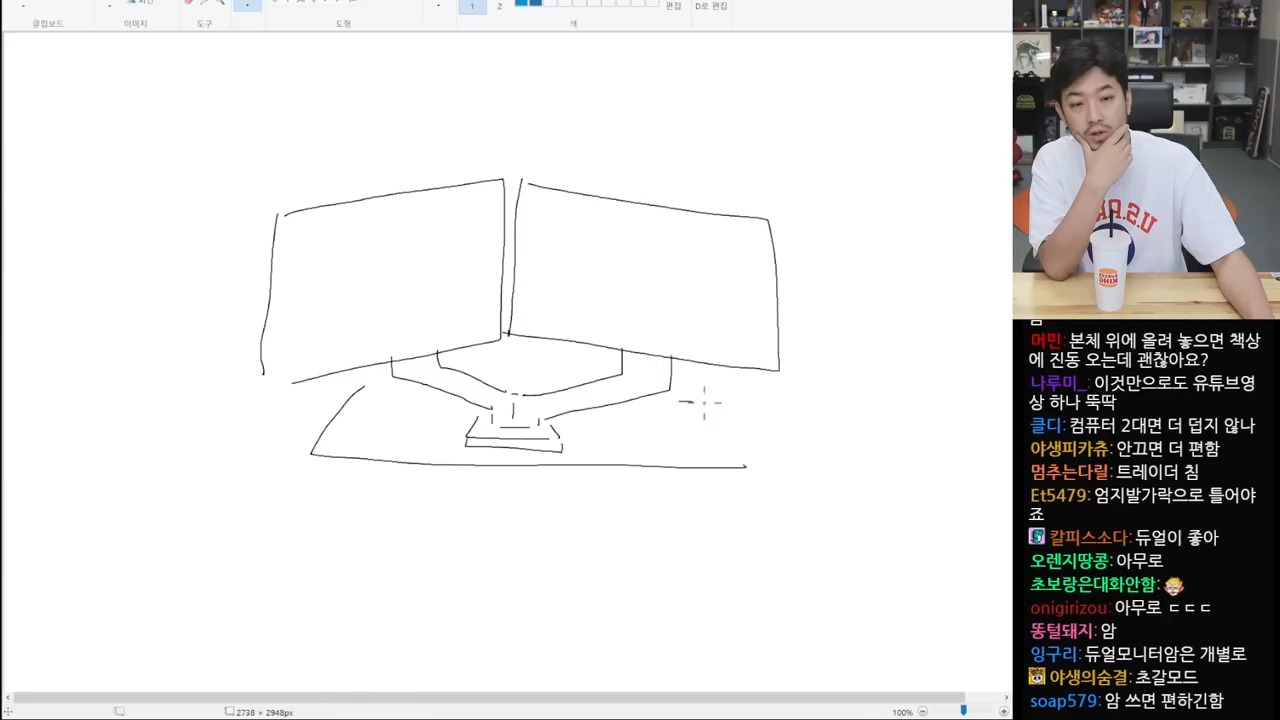 클립보드
이미지
도구
도형
1
2
편집
D로 편집
색
U.S.PA
BURGER
KING
머민: 본체 위에 올려 놓으면 책상
에 진동 오는데 괜찮아요?
나루미_: 이것만으로도 유튜브영
상 하나 뚝딱
클디: 컴퓨터 2대면 더 덥지 않나
야생피카츄: 안끄면 더 편함
멈추는다릴: 트레이더 침
Et5479: 엄지발가락으로 틀어야
죠
칼피스소다: 듀얼이 좋아
오렌지땅콩: 아무로
초보랑은대화안함:
onigirizou: 아무로 ㄷㄷㄷ
똥털돼지: 암
잉구리: 듀얼모니터암은 개별로
야생의숨결: 초갈모드
soap579: 암 쓰면 편하긴함
2738 × 2948px
100%